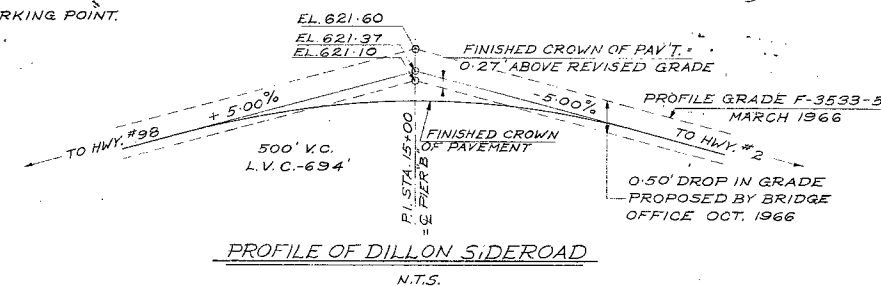 RKING POINT.
EL. 621·60
EL. 621·37
EL. 621·10
FINISHED CROWN OF PAV'T. =
0·27' ABOVE REVISED GRADE
+ 5.00%
-5.00%
PROFILE GRADE F-3533-5
MARCH 1966
TO HWY. #98
500' V.C.
L.V.C.-694'
P.I. STA. 15+00
= ℄ PIER 'B'
FINISHED CROWN
OF PAVEMENT
TO HWY. #2
0·50' DROP IN GRADE
PROPOSED BY BRIDGE
OFFICE OCT. 1966
PROFILE OF DILLON SIDEROAD
N.T.S.